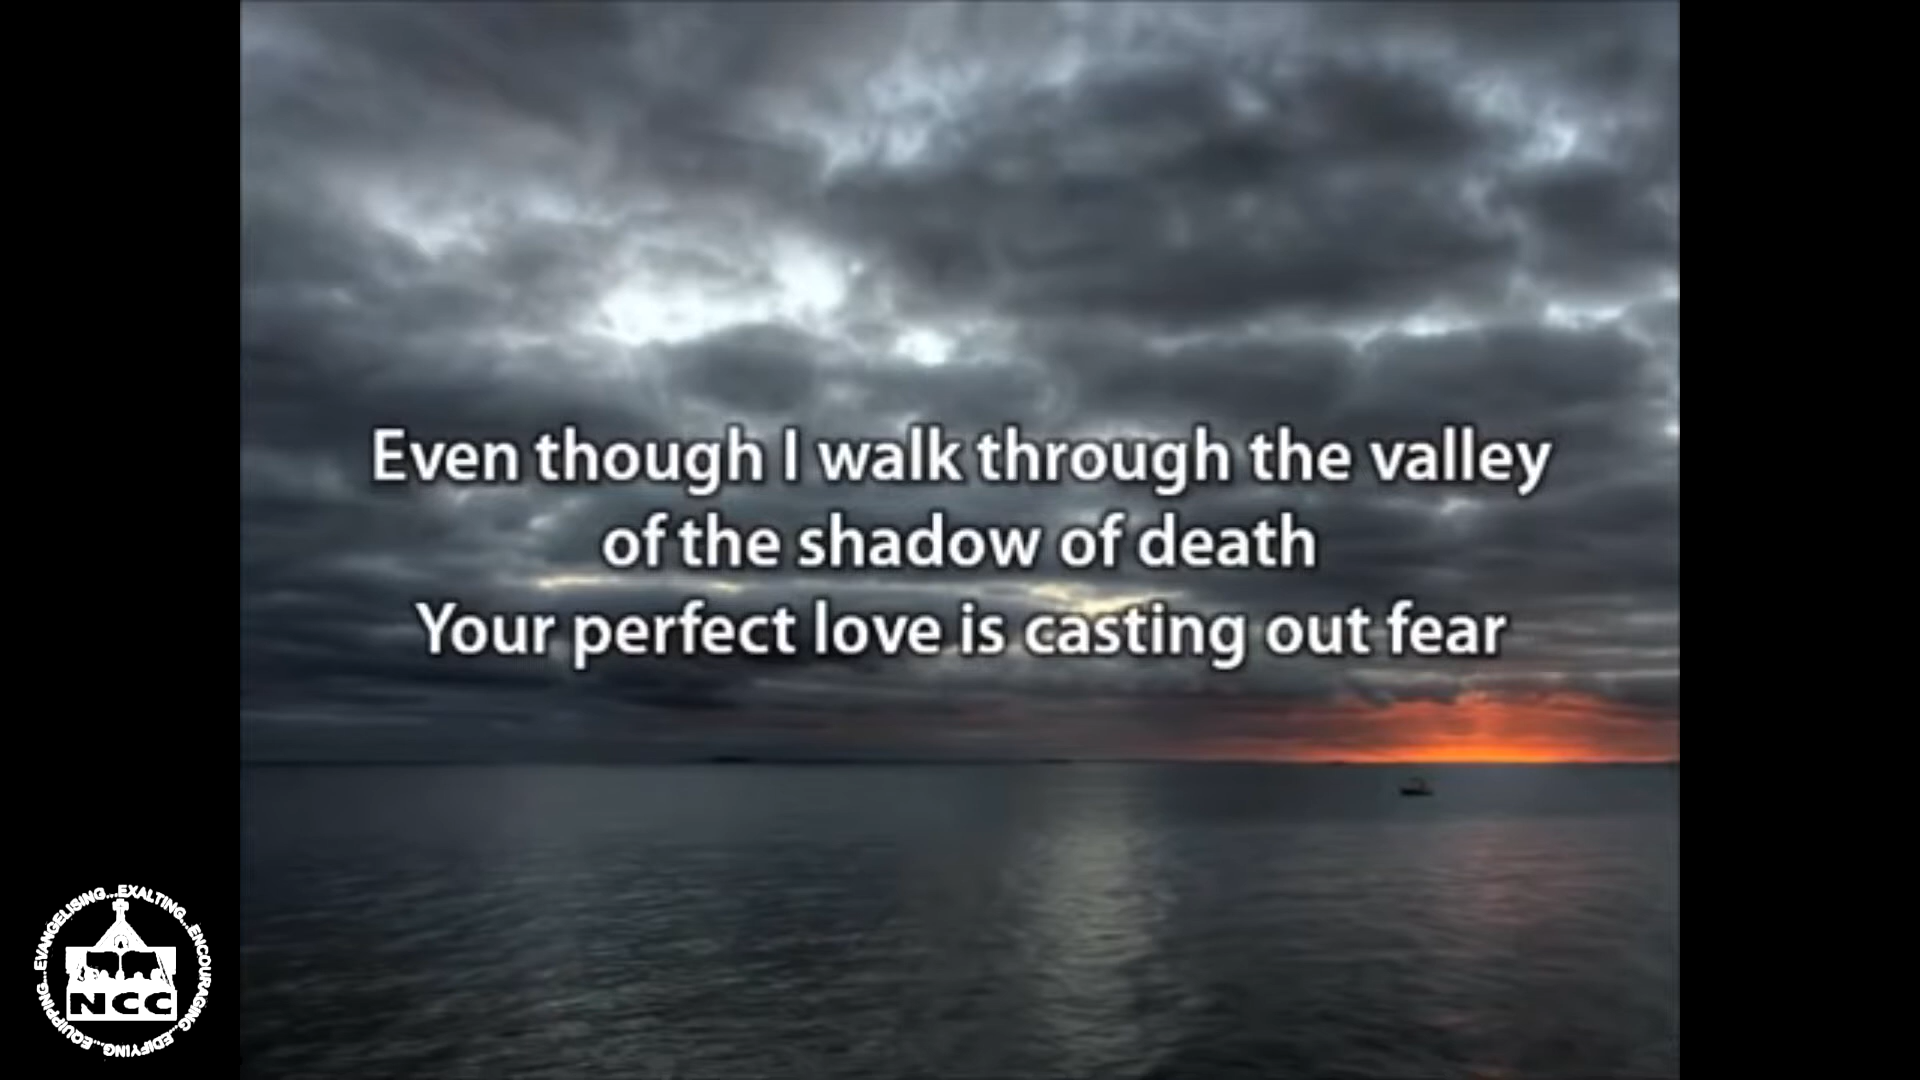 Even though I walk through the valley
of the shadow of death
Your perfect love is casting out fear
EVANGELISING...EXALTING...ENCOURAGING...EDIFYING...EQUIPPING...
NCC